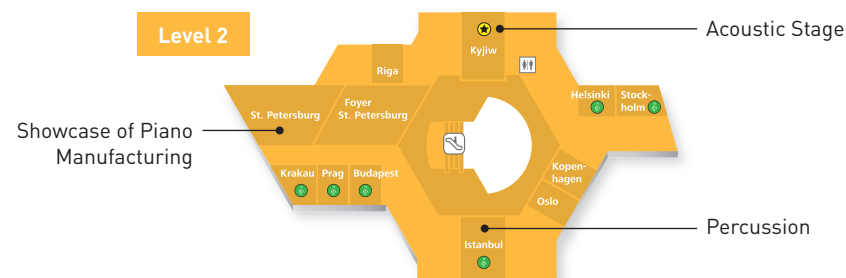 Level 2
Acoustic Stage
Kyjiw
Riga
Helsinki
Stock-
holm
Foyer
St. Petersburg
St. Petersburg
Showcase of Piano
Manufacturing
Krakau
Prag
Budapest
Kopen-
hagen
Oslo
Istanbul
Percussion